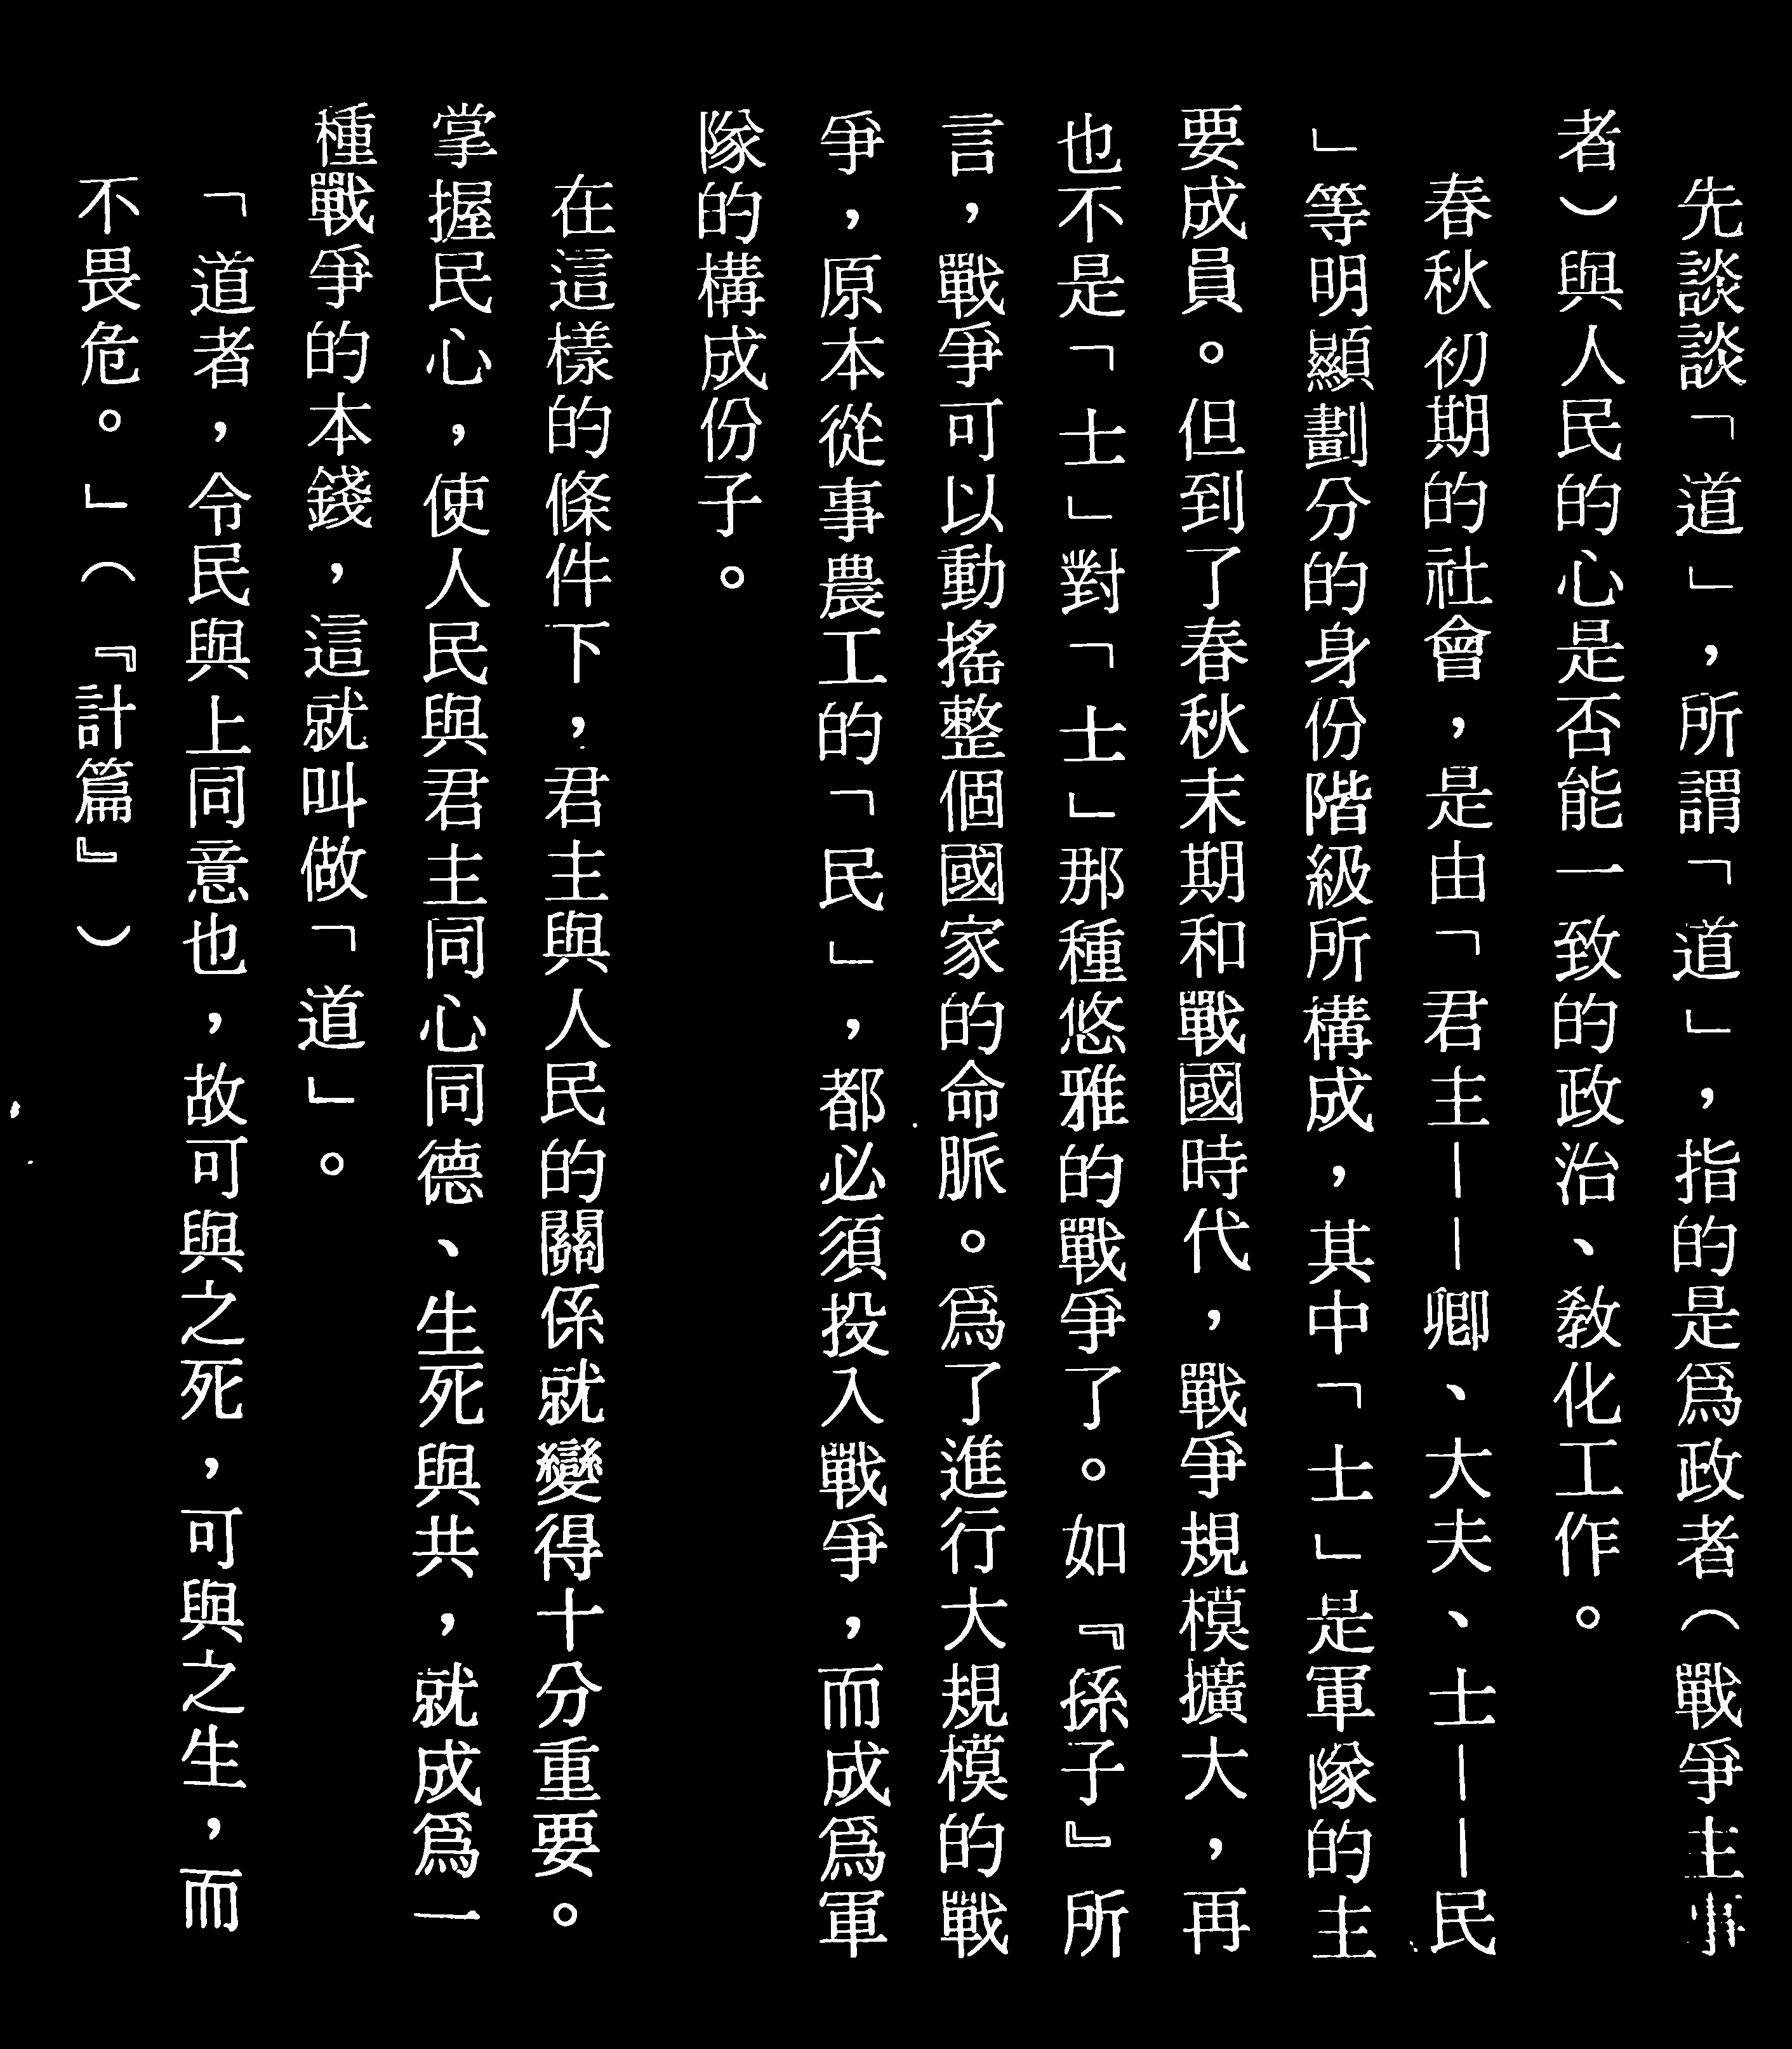 先談談「道」，所謂「道」，指的是爲政者（戰爭主事
者）與人民的心是否能一致的政治、教化工作。
春秋初期的社會，是由「君主——卿、大夫、士——民
」等明顯劃分的身份階級所構成，其中「士」是軍隊的主
要成員。但到了春秋末期和戰國時代，戰爭規模擴大，再
也不是「士」對「士」那種悠雅的戰爭了。如『孫子』所
言，戰爭可以動搖整個國家的命脈。爲了進行大規模的戰
爭，原本從事農工的「民」，都必須投入戰爭，而成爲軍
隊的構成份子。
在這樣的條件下，君主與人民的關係就變得十分重要。
掌握民心，使人民與君主同心同德、生死與共，就成爲一
種戰爭的本錢，這就叫做「道」。
「道者，令民與上同意也，故可與之死，可與之生，而
不畏危。」（『計篇』）